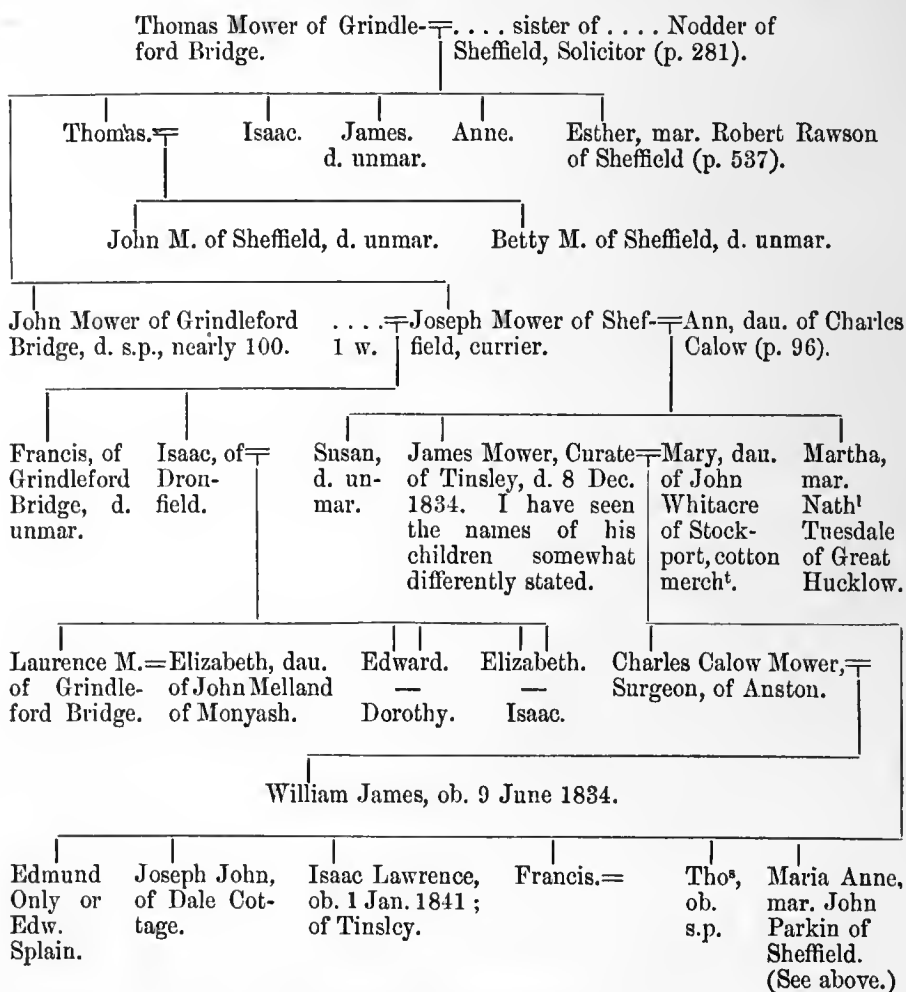 Thomas Mower of Grindle- . . . . sister of . . . . Nodder of
ford Bridge. Sheffield, Solicitor (p. 281).
Thomas. Isaac. James. Anne. Esther, mar. Robert Rawson
d. unmar. of Sheffield (p. 537).
John M. of Sheffield, d. unmar. Betty M. of Sheffield, d. unmar.
John Mower of Grindleford . . . . Joseph Mower of Shef- Ann, dau. of Charles
Bridge, d. s.p., nearly 100. 1 w. field, currier. Calow (p. 96).
Francis, of Isaac, of Susan, James Mower, Curate Mary, dau. Martha,
Grindleford Dron- d. un- of Tinsley, d. 8 Dec. of John mar.
Bridge, d. field. mar. 1834. I have seen Whitacre Nathˡ
unmar. the names of his of Stock- Tuesdale
children somewhat port, cotton of Great
differently stated. merchᵗ. Hucklow.
Laurence M. = Elizabeth, dau. Edward. Elizabeth. Charles Calow Mower,
of Grindle- of John Melland — — Surgeon, of Anston.
ford Bridge. of Monyash. Dorothy. Isaac.
William James, ob. 9 June 1834.
Edmund Joseph John, Isaac Lawrence, Francis. = Thoˢ, Maria Anne,
Only or of Dale Cot- ob. 1 Jan. 1841 ; ob. mar. John
Edw. tage. of Tinsley. s.p. Parkin of
Splain. Sheffield.
(See above.)